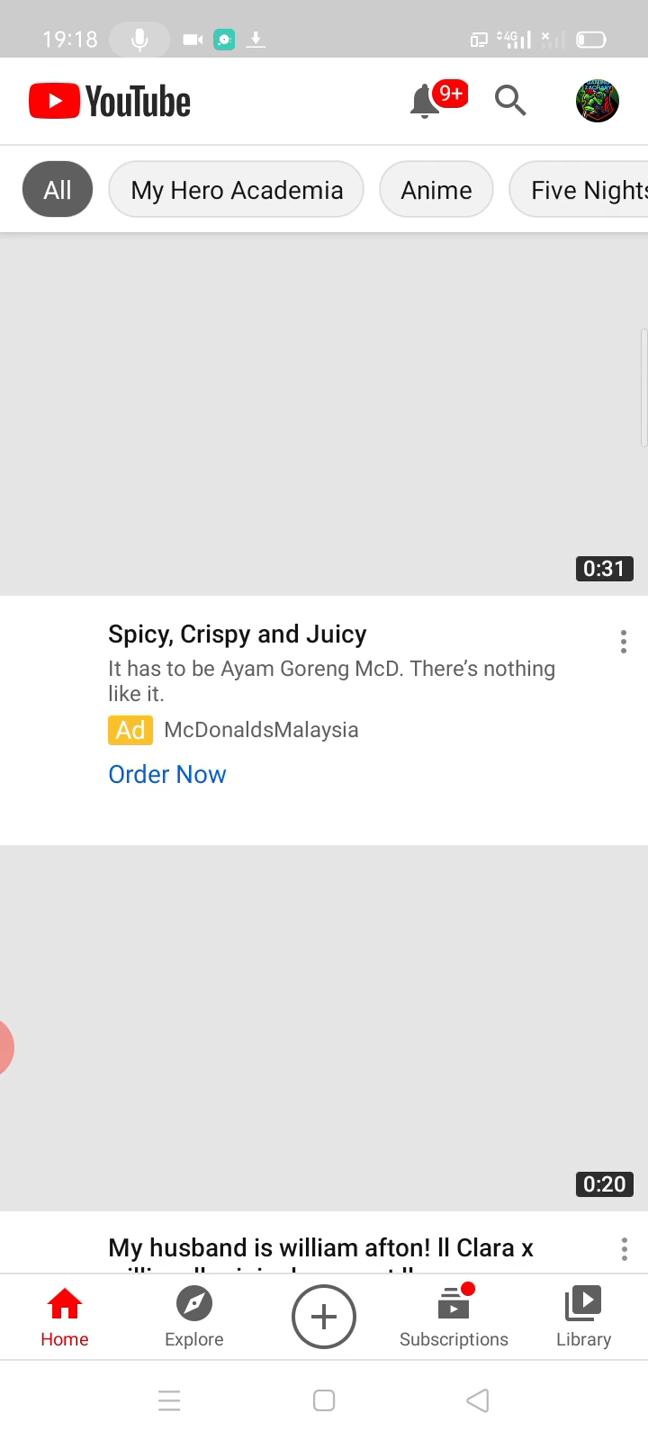 19:18
4G
YouTube
9+
All
My Hero Academia
Anime
Five Nights
0:31
Spicy, Crispy and Juicy
It has to be Ayam Goreng McD. There's nothing
like it.
Ad McDonaldsMalaysia
Order Now
0:20
My husband is william afton! ll Clara x
Home
Explore
Subscriptions
Library